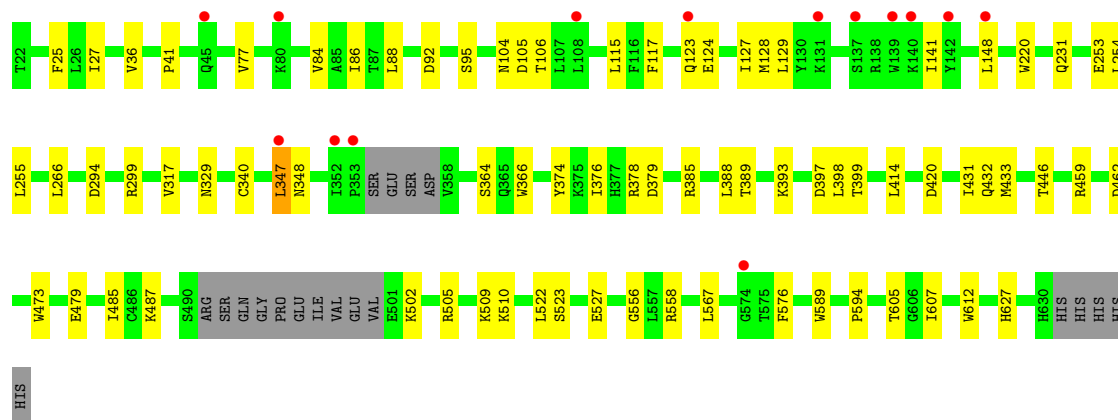 T22 F25 L26 I27 V36 P41 Q45 V77 K80 V84 A85 I86 T87 L88 D92 S95 N104 D105 T106 L107 L108 L115 F116 F117 Q123 E124 I127 M128 L129 Y130 K131 S137 R138 W139 K140 I141 Y142 L148 W220 Q231 E253 L254
L255 L266 D294 R299 V317 N329 C340 L347 N348 I352 P353 SER GLU SER ASP V358 S364 Q365 W366 Y374 K375 I376 H377 R378 D379 R385 L388 T389 K393 D397 L398 T399 L414 D420 I431 Q432 M433 T446 R459 D462
W473 E479 I485 C486 K487 S490 ARG SER GLN GLY PRO GLU ILE VAL GLU VAL E501 K502 R505 K509 K510 L522 S523 E527 G556 L557 R558 L567 G574 T575 F576 W589 P594 T605 G606 I607 W612 H627 H630 HIS HIS HIS HIS
HIS